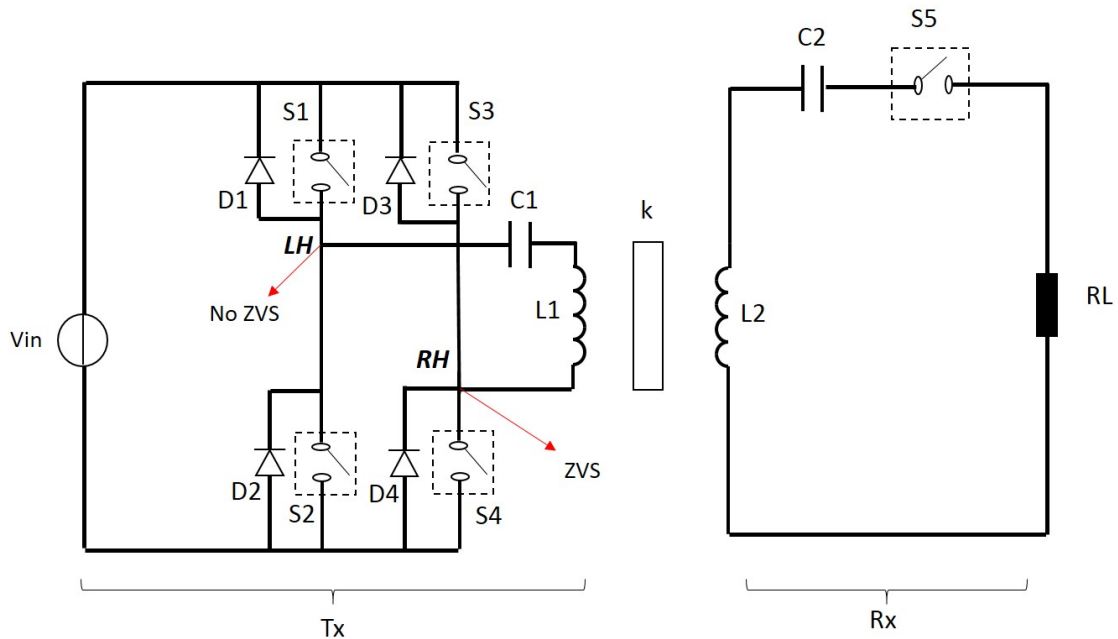 S5
C2
S1
S3
D1
D3
C1
k
LH
No ZVS
L1
L2
RL
Vin
RH
ZVS
D2
D4
S2
S4
Tx
Rx